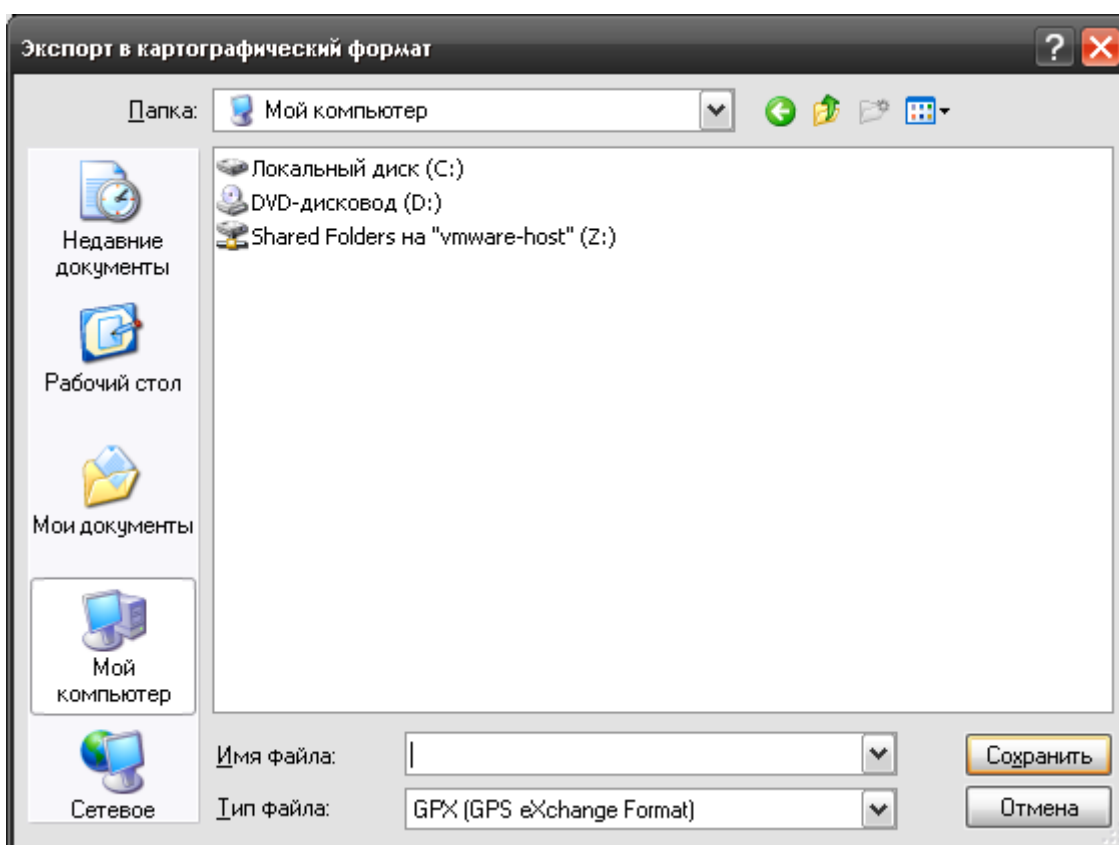 Экспорт в картографический формат
?
Папка:
Мой компьютер
Недавние
документы
Рабочий стол
Мои документы
Мой
компьютер
Сетевое
Локальный диск (C:)
DVD-дисковод (D:)
Shared Folders на "vmware-host" (Z:)
Имя файла:
Сохранить
Тип файла:
GPX (GPS eXchange Format)
Отмена